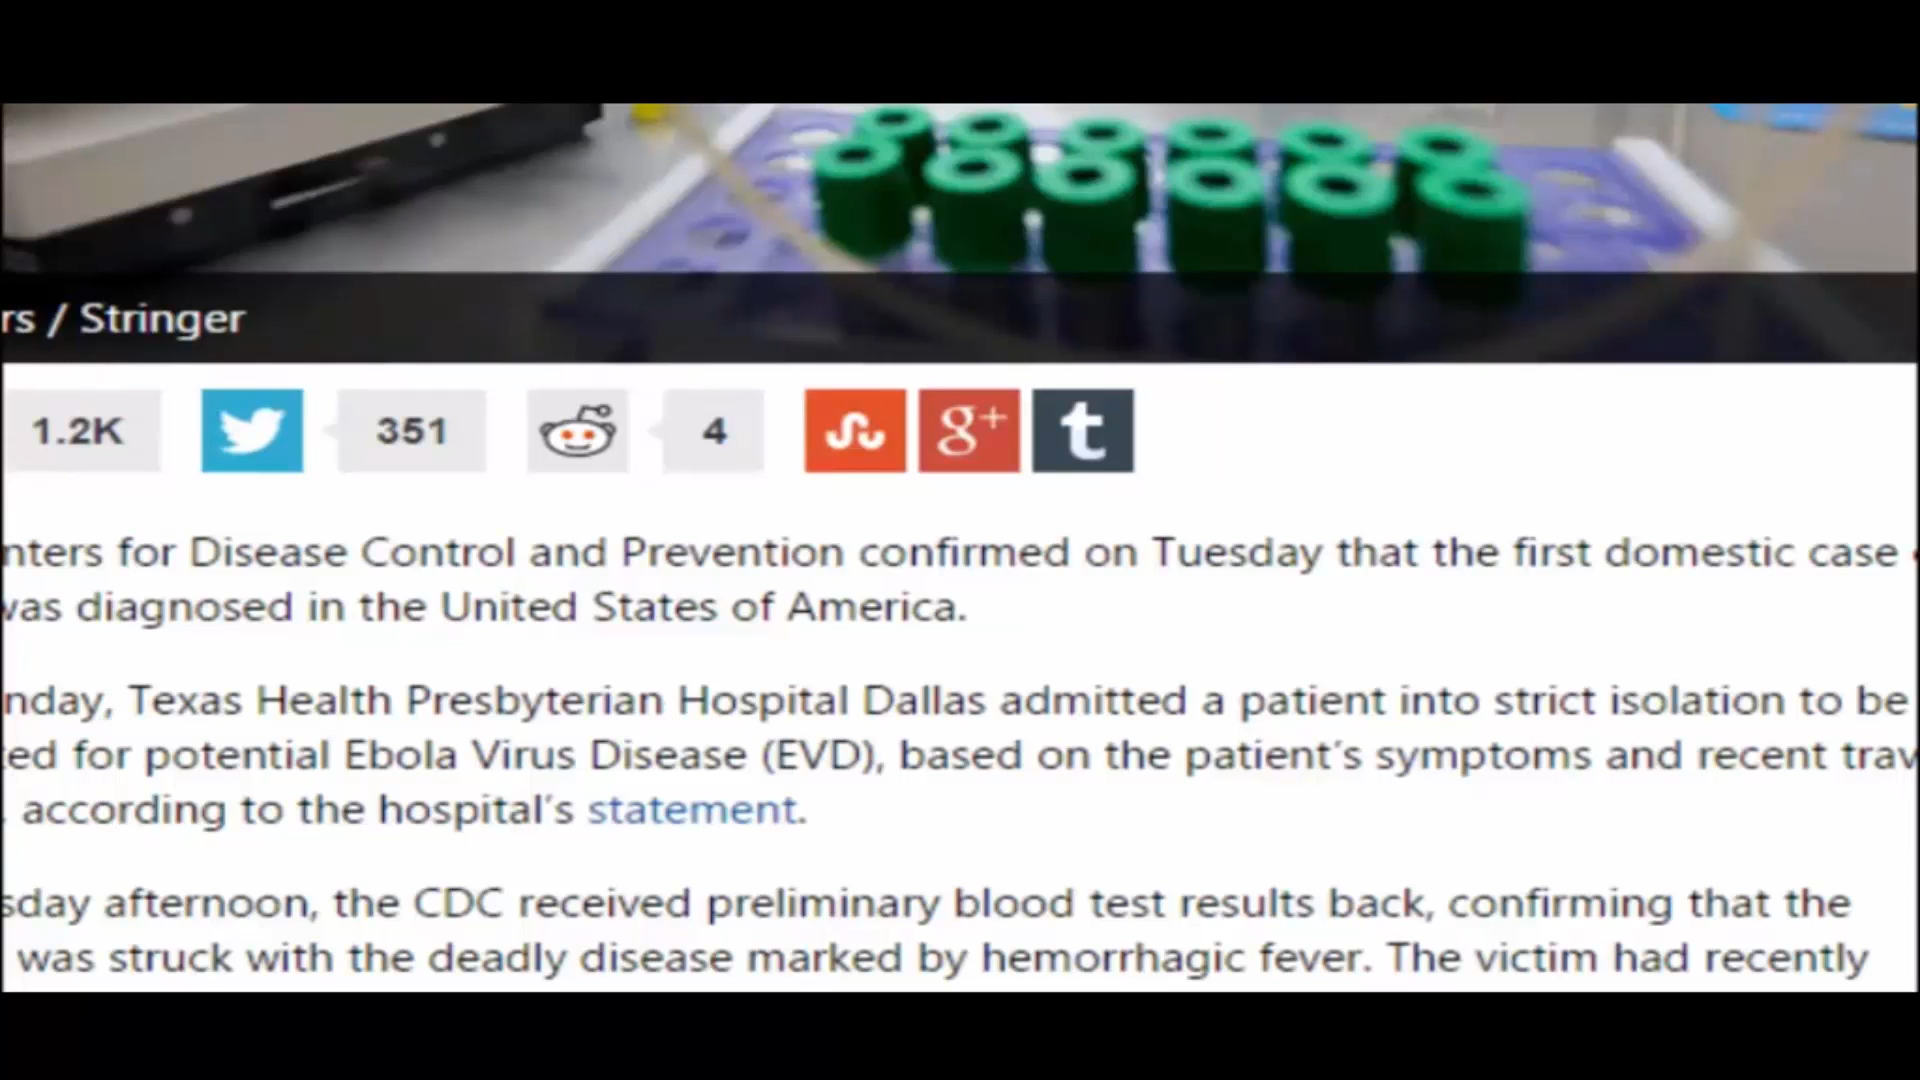 rs / Stringer
1.2K 351 4 g+ t
nters for Disease Control and Prevention confirmed on Tuesday that the first domestic case
was diagnosed in the United States of America.
nday, Texas Health Presbyterian Hospital Dallas admitted a patient into strict isolation to be
ed for potential Ebola Virus Disease (EVD), based on the patient's symptoms and recent trav
according to the hospital's statement.
sday afternoon, the CDC received preliminary blood test results back, confirming that the
was struck with the deadly disease marked by hemorrhagic fever. The victim had recently